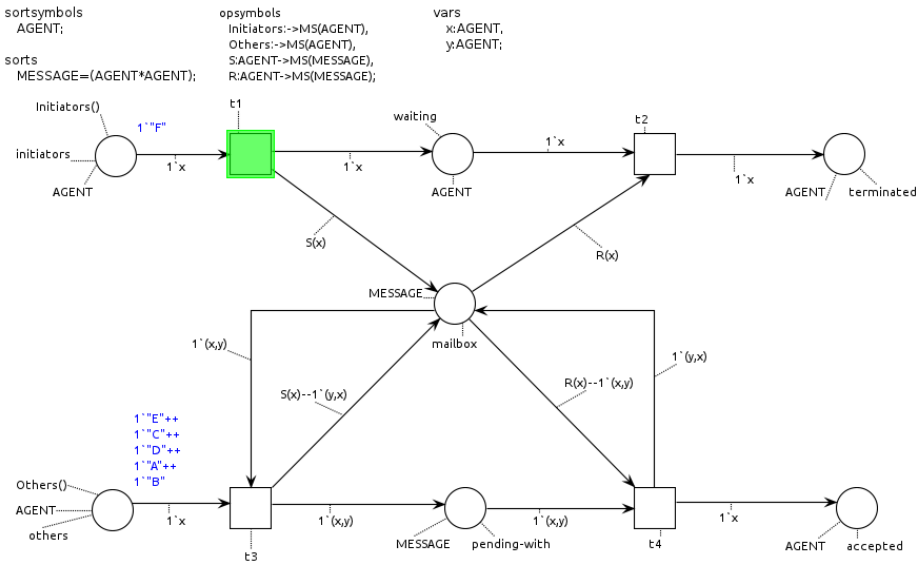 sortsymbols
AGENT;
sorts
MESSAGE=(AGENT*AGENT);
opsymbols
Initiators:->MS(AGENT),
Others:->MS(AGENT),
S:AGENT->MS(MESSAGE),
R:AGENT->MS(MESSAGE);
vars
x:AGENT,
y:AGENT;
Initiators()
1`"F"
t1
waiting
t2
initiators
1`x
1`x
1`x
1`x
AGENT
AGENT
AGENT
terminated
S(x)
R(x)
MESSAGE
mailbox
1`(x,y)
S(x)--1`(y,x)
R(x)--1`(x,y)
1`(y,x)
1`"E"++
1`"C"++
1`"D"++
1`"A"++
1`"B"
Others()
AGENT
others
1`x
1`(x,y)
1`(x,y)
1`x
t3
MESSAGE
pending-with
t4
AGENT
accepted